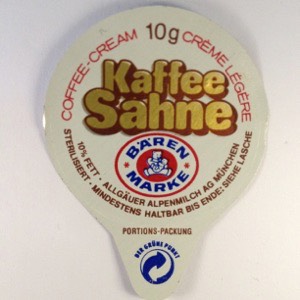 COFFEE-CREAM 10g CRÈME LÉGÈRE
Kaffee
Sahne
BÄREN
MARKE
10% FETT · ALLGÄUER ALPENMILCH AG MÜNCHEN
STERILISIERT · MINDESTENS HALTBAR BIS ENDE: SIEHE LASCHE
PORTIONS-PACKUNG
DER GRÜNE PUNKT